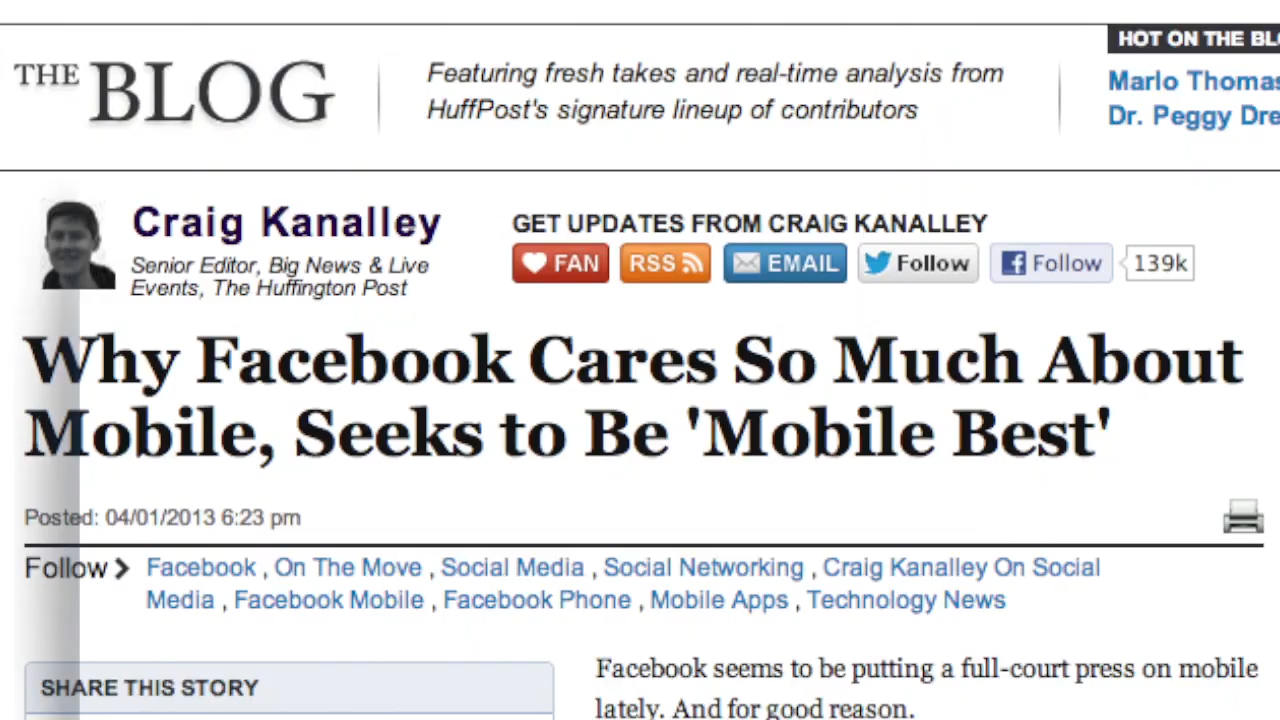 THE BLOG
Featuring fresh takes and real-time analysis from
HuffPost's signature lineup of contributors
HOT ON THE
Marlo Thomas
Dr. Peggy
Craig Kanalley
Senior Editor, Big News & Live
Events, The Huffington Post
GET UPDATES FROM CRAIG KANALLEY
FAN
RSS
EMAIL
Follow
Follow
139k
Why Facebook Cares So Much About
Mobile, Seeks to Be 'Mobile Best'
Posted: 04/01/2013 6:23 pm
Follow
Facebook , On The Move , Social Media , Social Networking , Craig Kanalley On Social
Media , Facebook Mobile , Facebook Phone , Mobile Apps , Technology News
SHARE THIS STORY
Facebook seems to be putting a full-court press on mobile
lately. And for good reason.